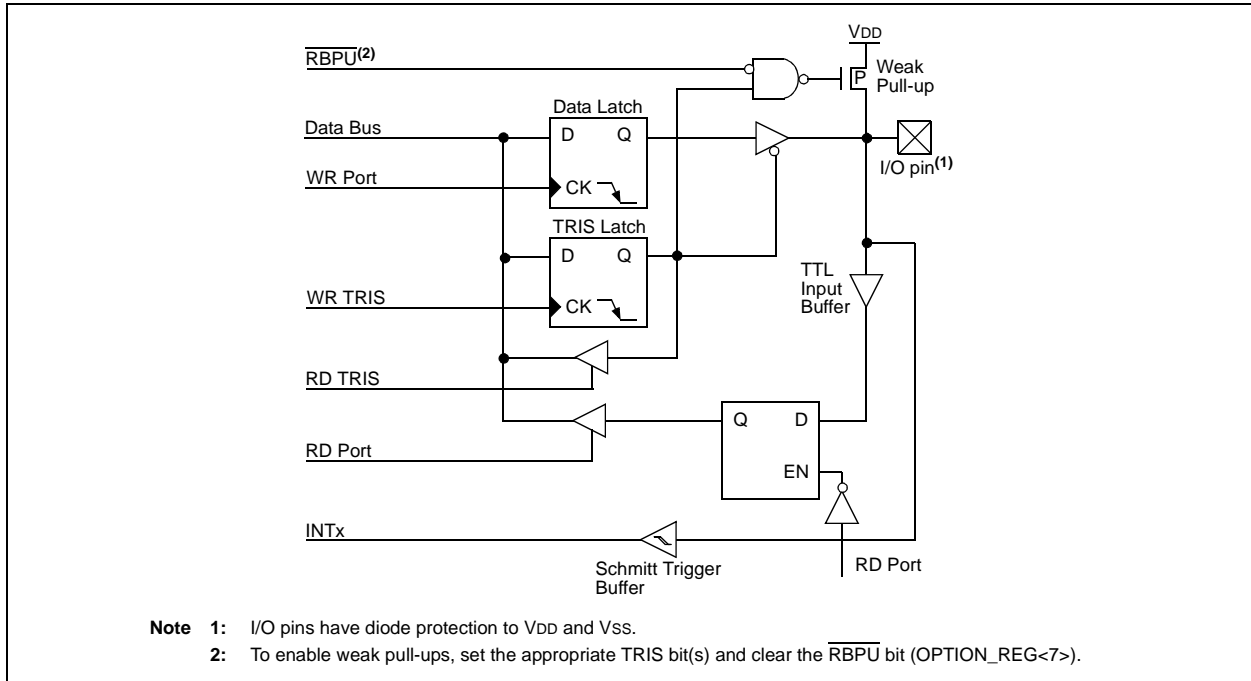 VDD
RBPU(2)
P
Weak
Pull-up
Data Latch
Data Bus
D
Q
I/O pin(1)
WR Port
CK
TRIS Latch
D
Q
TTL
Input
Buffer
WR TRIS
CK
RD TRIS
Q
D
RD Port
EN
INTx
Schmitt Trigger
Buffer
RD Port
Note 1: I/O pins have diode protection to VDD and VSS.
2: To enable weak pull-ups, set the appropriate TRIS bit(s) and clear the RBPU bit (OPTION_REG<7>).